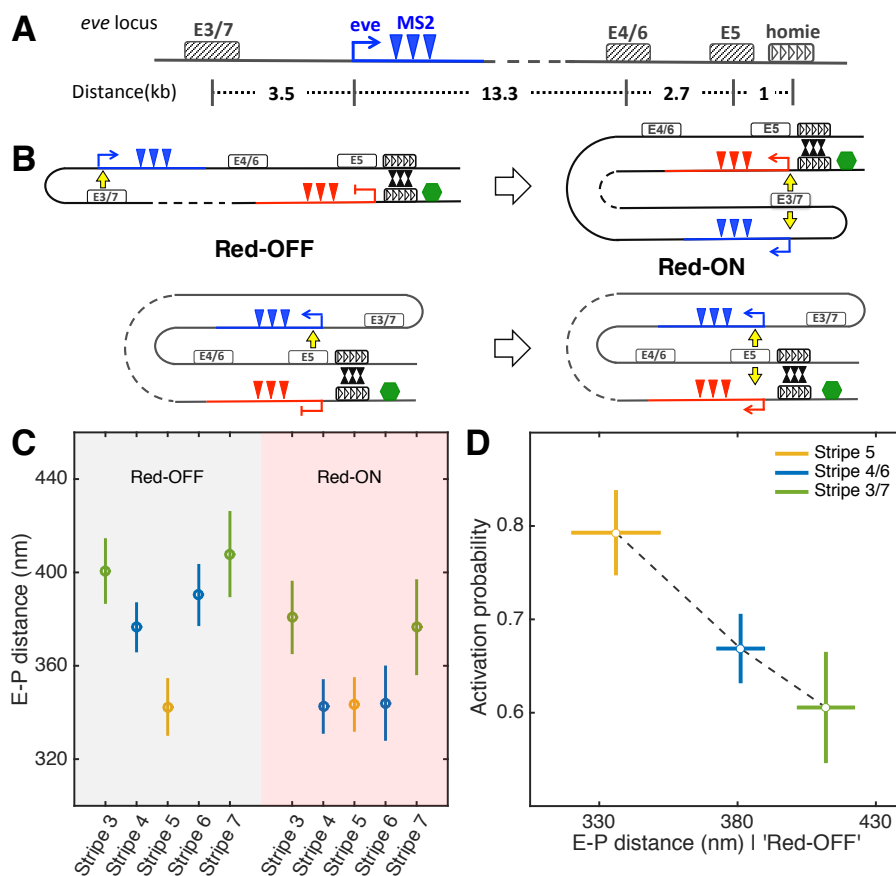 A
eve locus
E3/7
eve
MS2
E4/6
E5
homie
Distance(kb)
3.5
13.3
2.7
1
B
E4/6
E5
E3/7
Red-OFF
E4/6
E5
E3/7
Red-ON
E3/7
E4/6
E5
E3/7
E4/6
E5
C
E-P distance (nm)
440
400
360
320
Red-OFF
Red-ON
Stripe 3
Stripe 4
Stripe 5
Stripe 6
Stripe 7
Stripe 3
Stripe 4
Stripe 5
Stripe 6
Stripe 7
D
Activation probability
0.8
0.7
0.6
Stripe 5
Stripe 4/6
Stripe 3/7
330
380
430
E-P distance (nm) | 'Red-OFF'